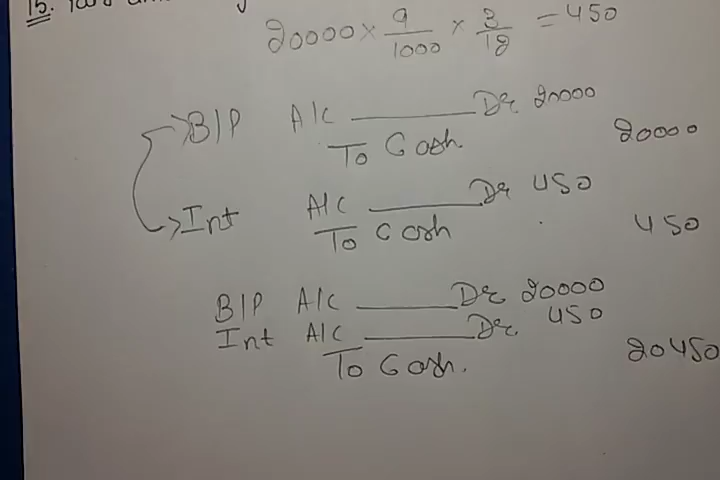 15.
20000 × 9/1000 × 3/12 = 450
B/P A/C ———— Dr 20000
To Cash. 20000
Int A/C ———— Dr 450
To Cash 450
B/P A/C ———— Dr 20000
Int A/C ———— Dr. 450
To Cash. 20450